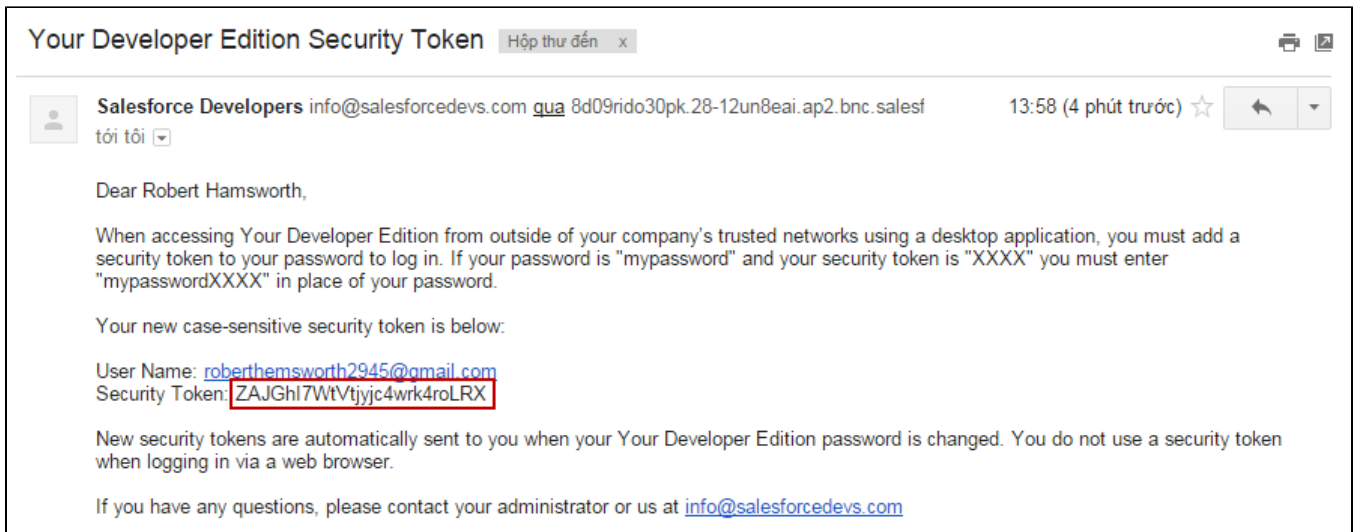 Your Developer Edition Security Token Hộp thư đến x
Salesforce Developers info@salesforcedevs.com qua 8d09rido30pk.28-12un8eai.ap2.bnc.salesf 13:58 (4 phút trước)
tới tôi
Dear Robert Hamsworth,
When accessing Your Developer Edition from outside of your company's trusted networks using a desktop application, you must add a
security token to your password to log in. If your password is "mypassword" and your security token is "XXXX" you must enter
"mypasswordXXXX" in place of your password.
Your new case-sensitive security token is below:
User Name: roberthemsworth2945@gmail.com
Security Token: ZAJGhI7WtVtjyjc4wrk4roLRX
New security tokens are automatically sent to you when your Your Developer Edition password is changed. You do not use a security token
when logging in via a web browser.
If you have any questions, please contact your administrator or us at info@salesforcedevs.com